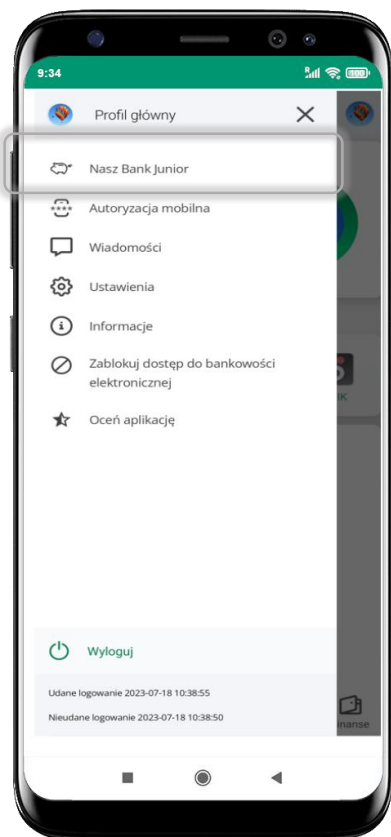 9:34
Profil główny
Nasz Bank Junior
Autoryzacja mobilna
Wiadomości
Ustawienia
Informacje
Zablokuj dostęp do bankowości
elektronicznej
Oceń aplikację
Wyloguj
Udane logowanie 2023-07-18 10:38:55
Nieudane logowanie 2023-07-18 10:38:50